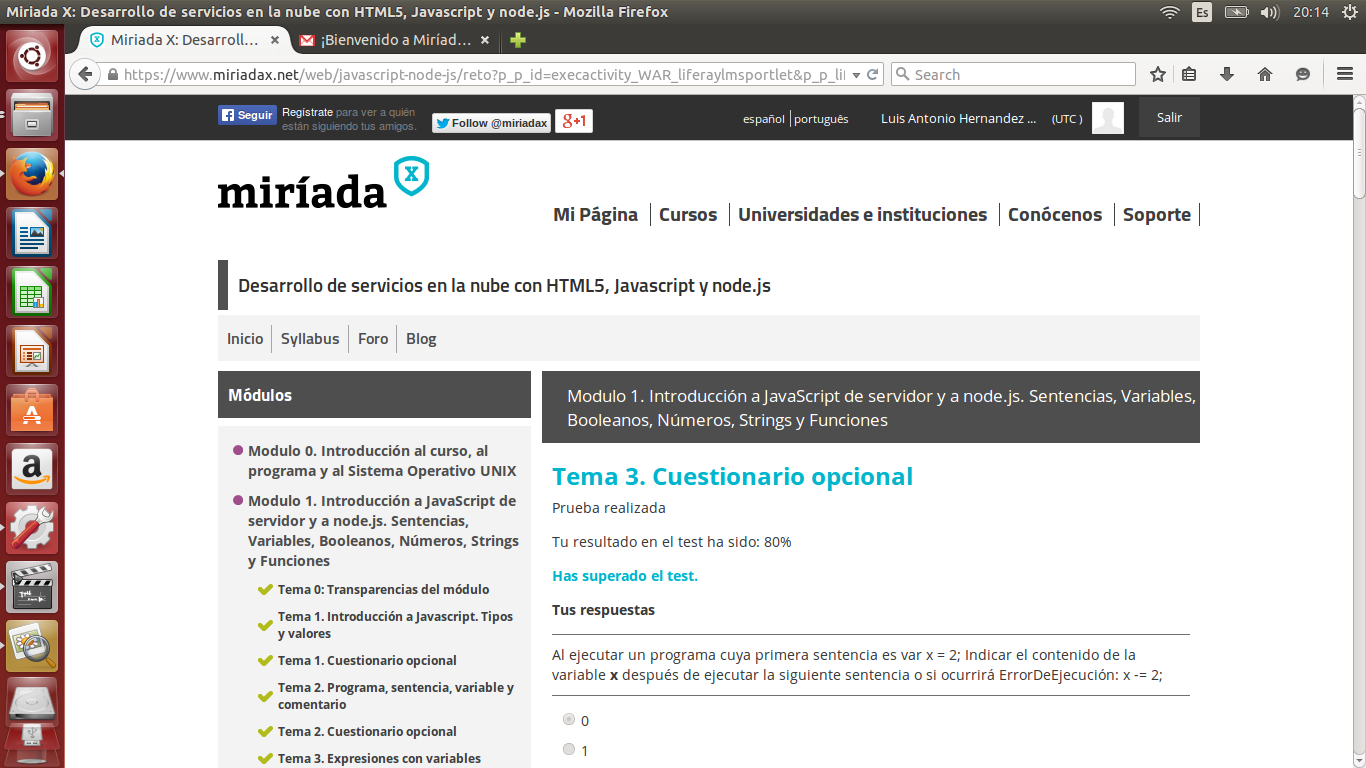 Miriada X: Desarrollo de servicios en la nube con HTML5, Javascript y node.js - Mozilla Firefox
Es
20:14
Miriada X: Desarroll...
¡Bienvenido a Miríad...
https://www.miriadax.net/web/javascript-node-js/reto?p_p_id=execactivity_WAR_liferaylmsportlet&p_p_li
Search
Seguir
Regístrate para ver a quién
están siguiendo tus amigos.
Follow @miriadax
g+1
español
português
Luis Antonio Hernandez ...
(UTC )
Salir
miríada
X
Mi Página
Cursos
Universidades e instituciones
Conócenos
Soporte
Desarrollo de servicios en la nube con HTML5, Javascript y node.js
Inicio
Syllabus
Foro
Blog
Módulos
Modulo 0. Introducción al curso, al
programa y al Sistema Operativo UNIX
Modulo 1. Introducción a JavaScript de
servidor y a node.js. Sentencias,
Variables, Booleanos, Números, Strings
y Funciones
Tema 0: Transparencias del módulo
Tema 1. Introducción a Javascript. Tipos
y valores
Tema 1. Cuestionario opcional
Tema 2. Programa, sentencia, variable y
comentario
Tema 2. Cuestionario opcional
Tema 3. Expresiones con variables
Modulo 1. Introducción a JavaScript de servidor y a node.js. Sentencias, Variables,
Booleanos, Números, Strings y Funciones
Tema 3. Cuestionario opcional
Prueba realizada
Tu resultado en el test ha sido: 80%
Has superado el test.
Tus respuestas
Al ejecutar un programa cuya primera sentencia es var x = 2; Indicar el contenido de la
variable x después de ejecutar la siguiente sentencia o si ocurrirá ErrorDeEjecución: x -= 2;
0
1